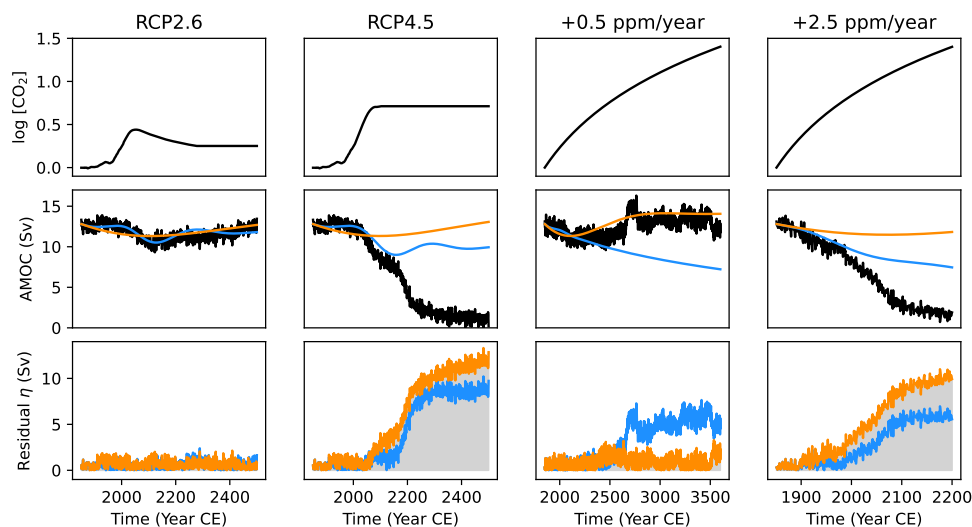 RCP2.6 RCP4.5 +0.5 ppm/year +2.5 ppm/year
log [CO₂]
1.5
1.0
0.5
0.0
AMOC (Sv)
15
10
5
0
Residual η (Sv)
10
5
0
2000 2200 2400 2000 2200 2400 2000 2500 3000 3500 1900 2000 2100 2200
Time (Year CE) Time (Year CE) Time (Year CE) Time (Year CE)